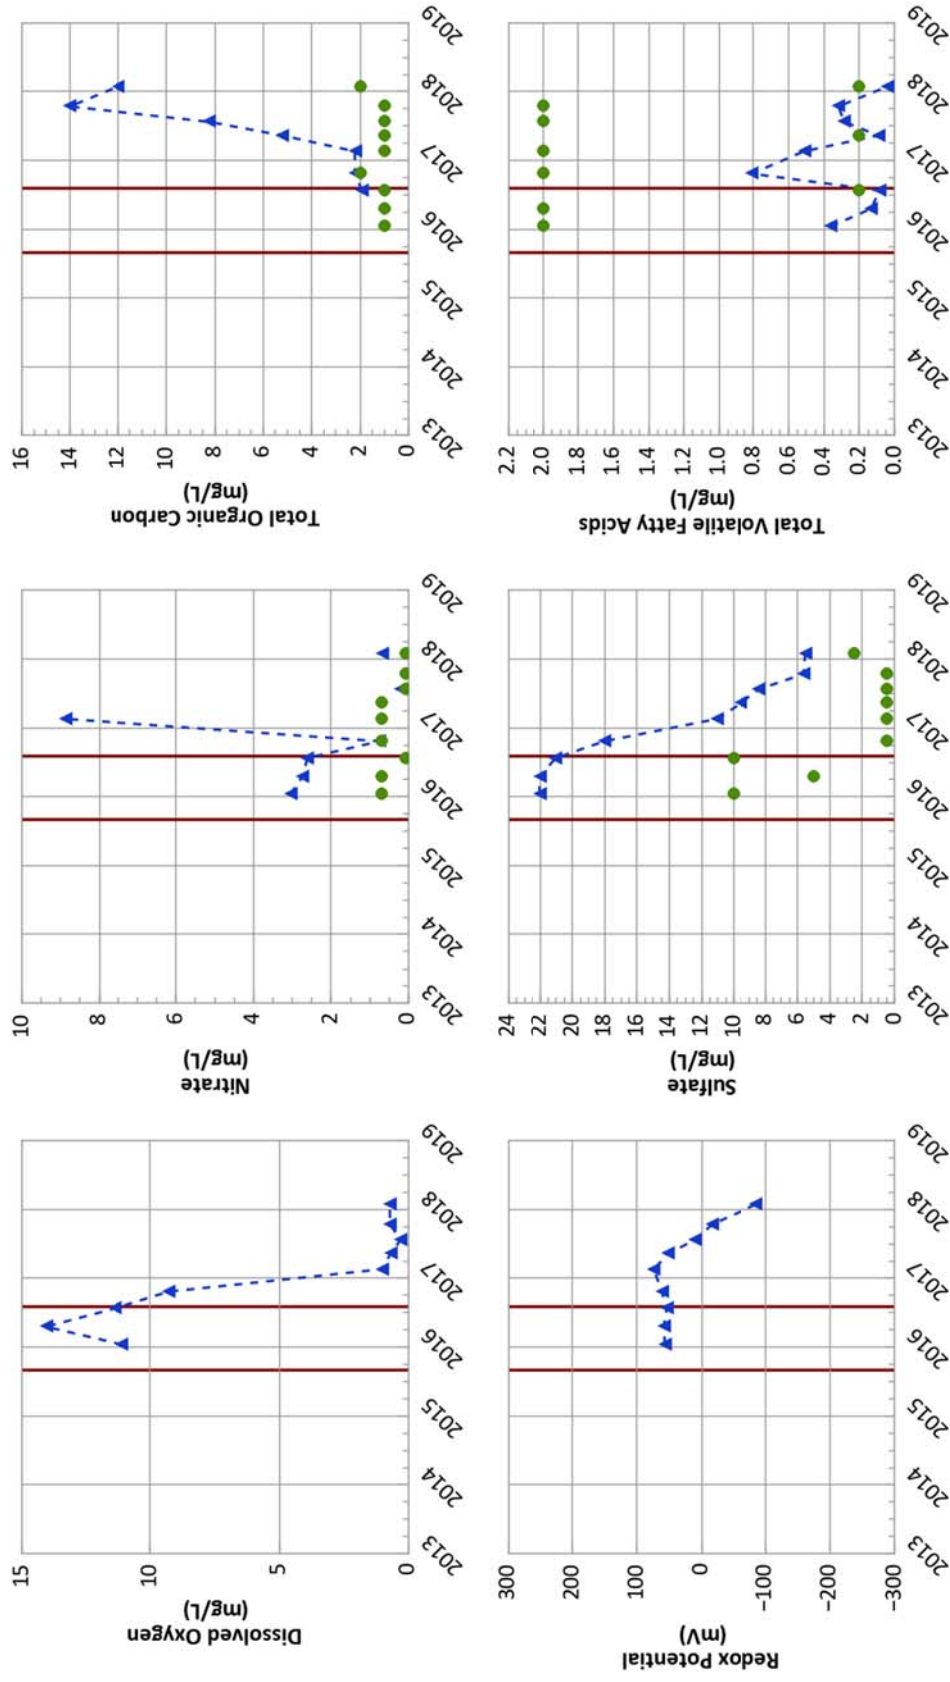 Dissolved Oxygen
(mg/L)
15
10
5
0
2013 2014 2015 2016 2017 2018 2019
Nitrate
(mg/L)
10
8
6
4
2
0
2013 2014 2015 2016 2017 2018 2019
Total Organic Carbon
(mg/L)
16
14
12
10
8
6
4
2
0
2013 2014 2015 2016 2017 2018 2019
Redox Potential
(mV)
300
200
100
0
−100
−200
−300
2013 2014 2015 2016 2017 2018 2019
Sulfate
(mg/L)
24
22
20
18
16
14
12
10
8
6
4
2
0
2013 2014 2015 2016 2017 2018 2019
Total Volatile Fatty Acids
(mg/L)
2.2
2.0
1.8
1.6
1.4
1.2
1.0
0.8
0.6
0.4
0.2
0.0
2013 2014 2015 2016 2017 2018 2019